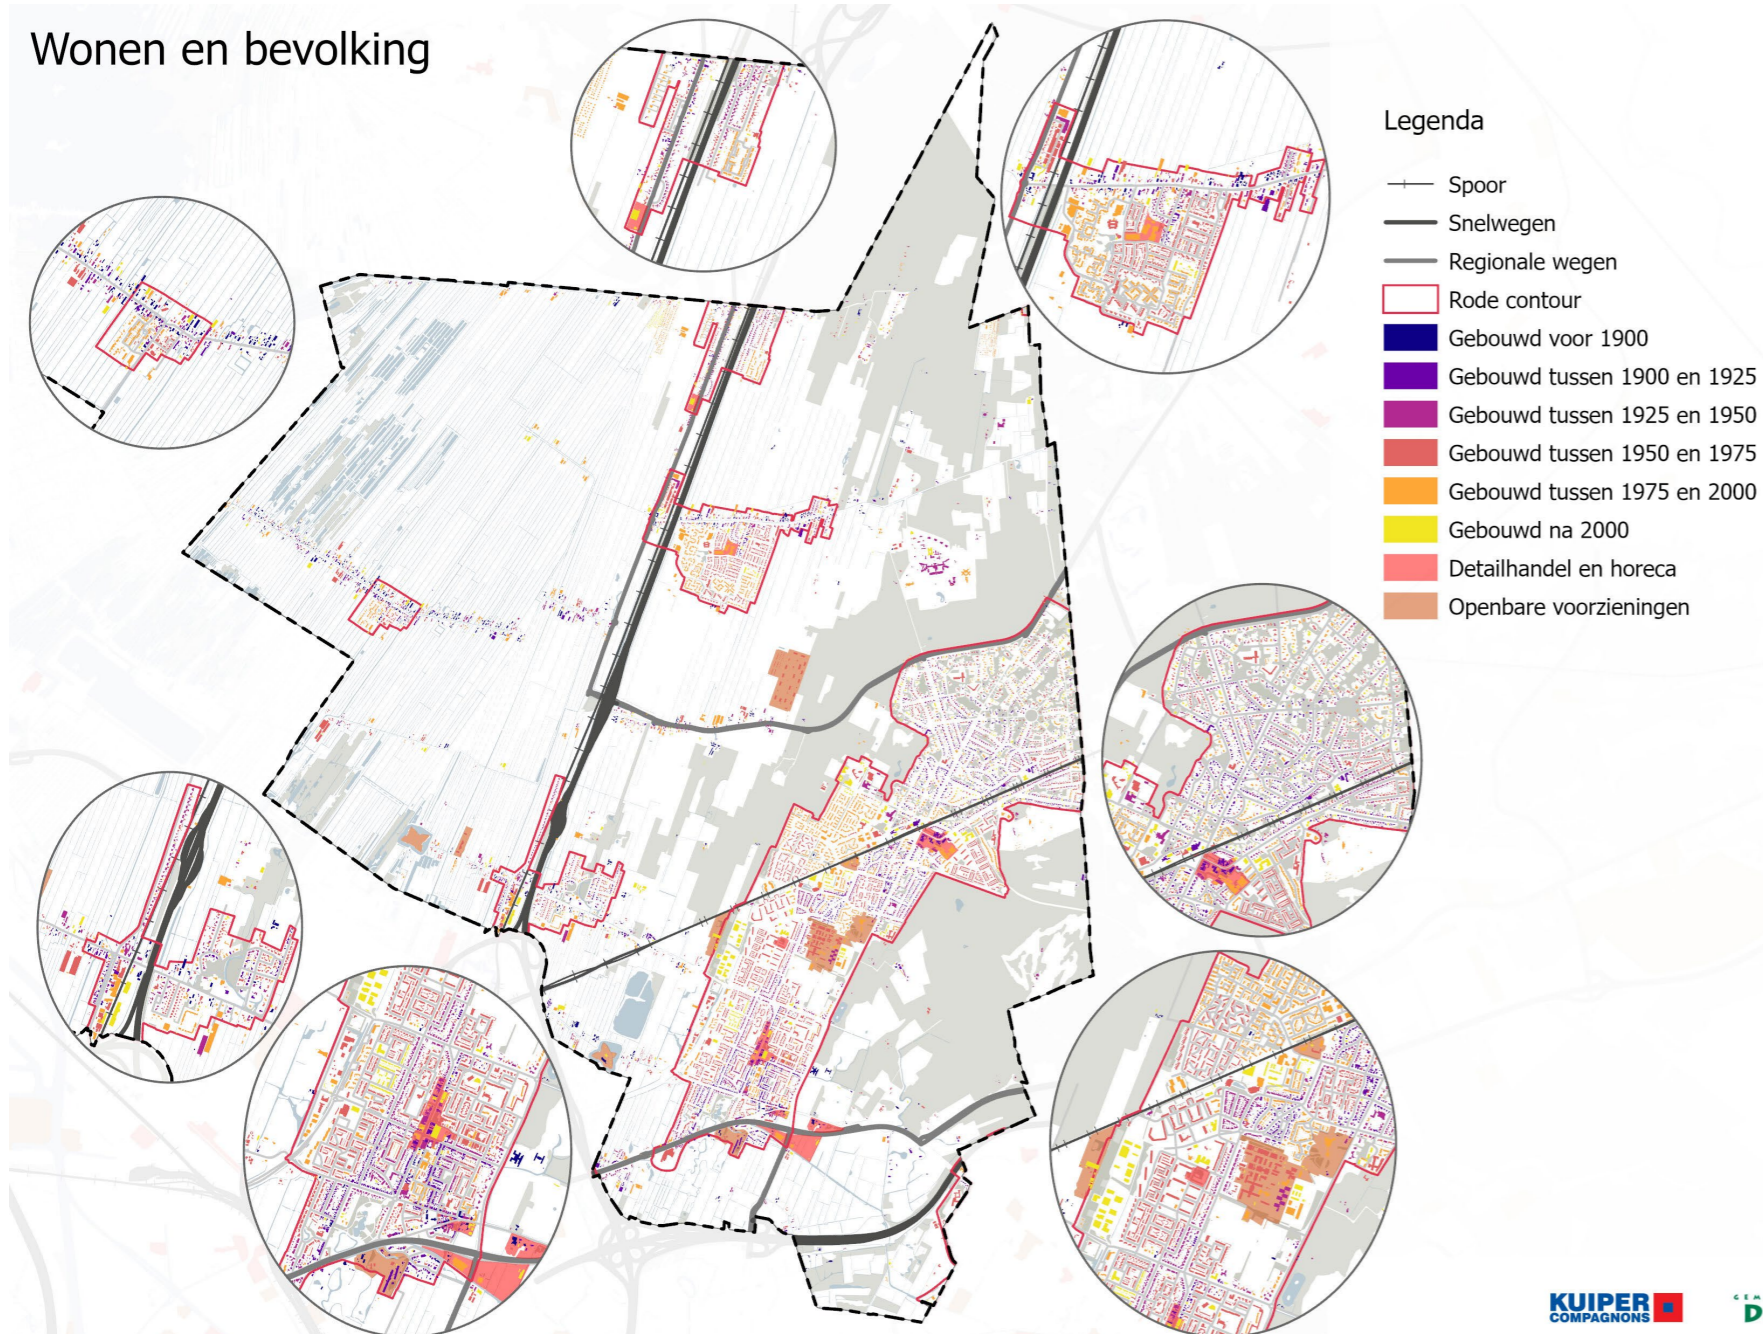 Wonen en bevolking
Legenda
Spoor
Snelwegen
Regionale wegen
Rode contour
Gebouwd voor 1900
Gebouwd tussen 1900 en 1925
Gebouwd tussen 1925 en 1950
Gebouwd tussen 1950 en 1975
Gebouwd tussen 1975 en 2000
Gebouwd na 2000
Detailhandel en horeca
Openbare voorzieningen
KUIPER
COMPAGNONS
GEM
D